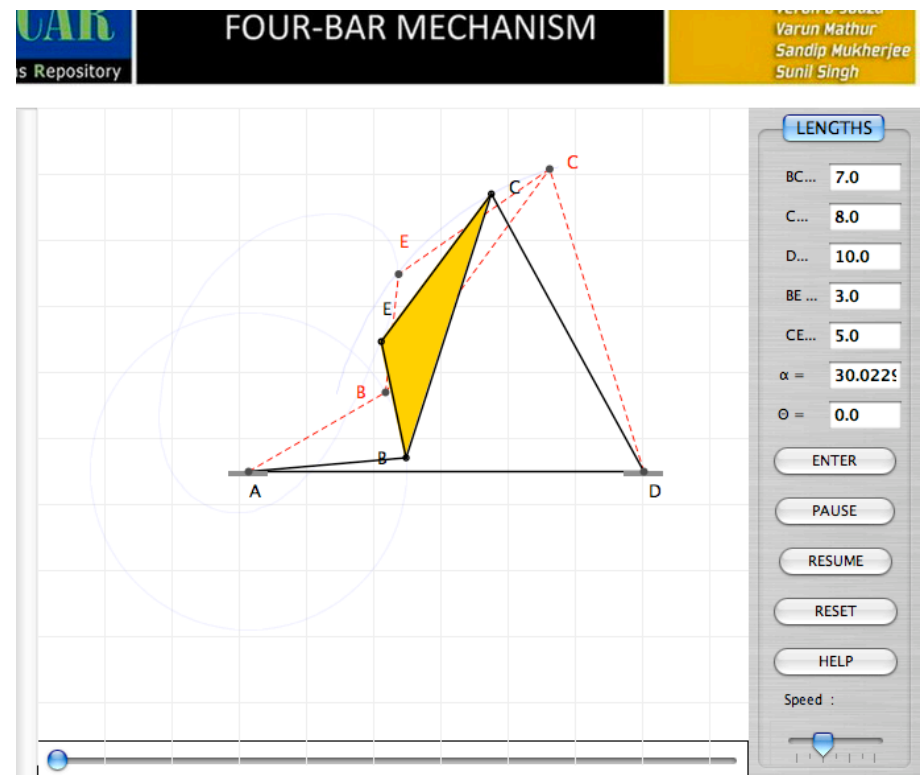 UAR
ns Repository
FOUR-BAR MECHANISM
Varun Mathur
Sandip Mukherjee
Sunil Singh
LENGTHS
BC... 7.0
C... 8.0
D... 10.0
BE ... 3.0
CE... 5.0
α = 30.0229
Θ = 0.0
ENTER
PAUSE
RESUME
RESET
HELP
Speed :
C
C
E
E
B
B
A
D